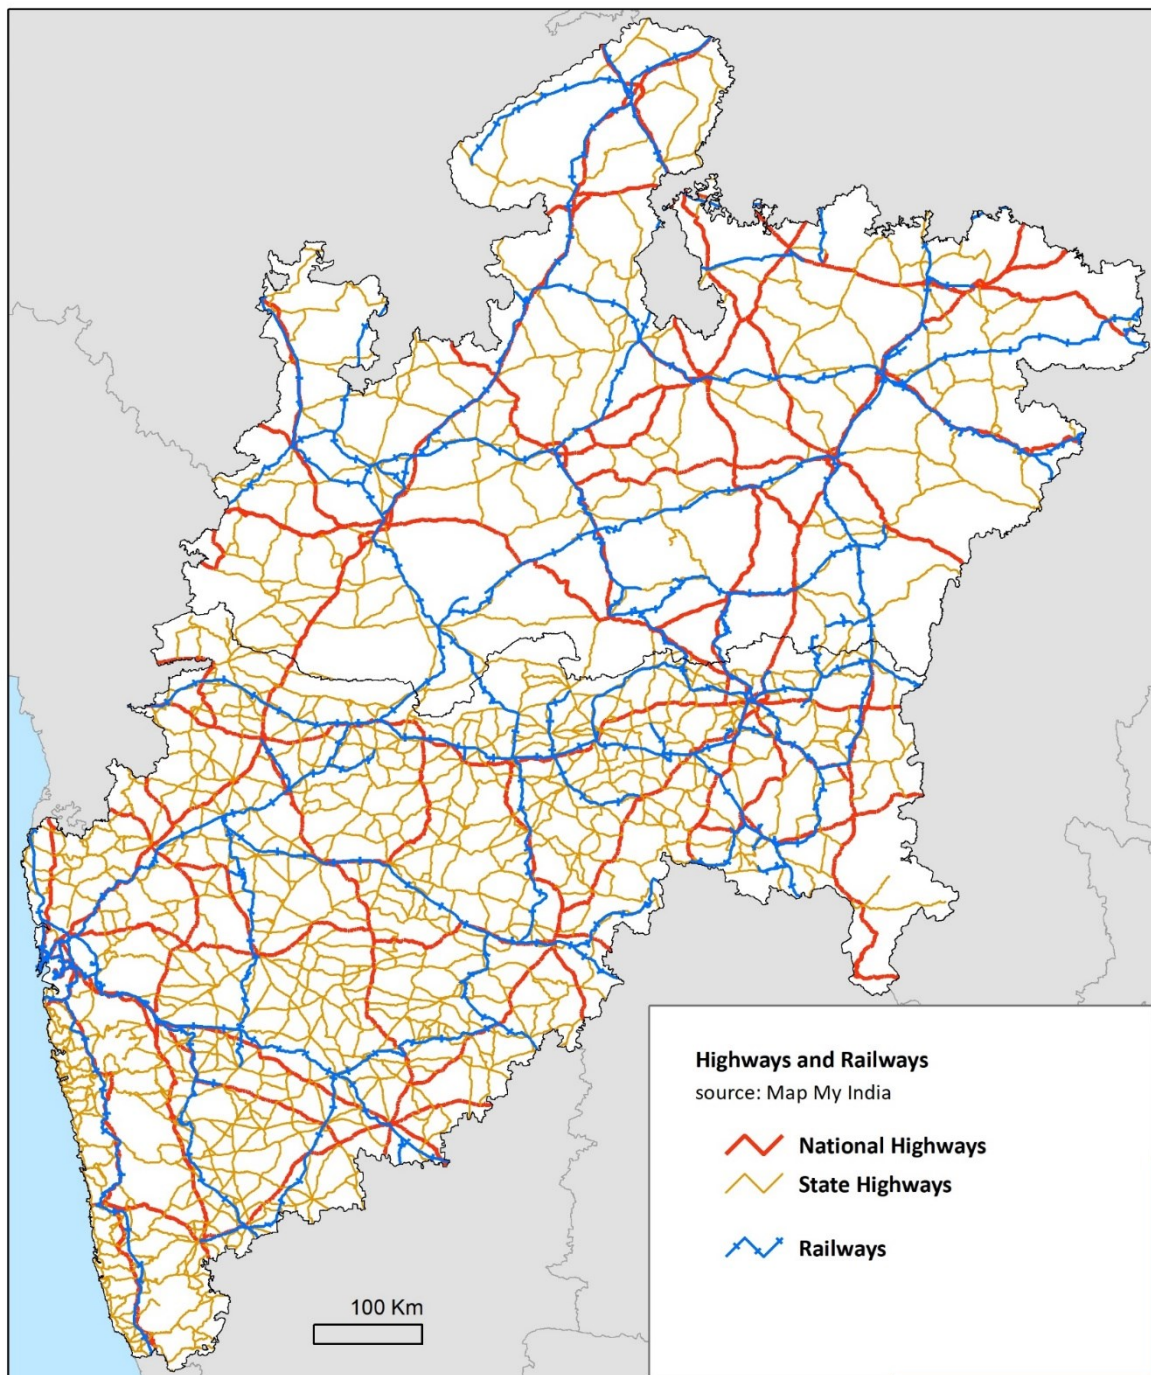 Highways and Railways
source: Map My India
National Highways
State Highways
Railways
100 Km